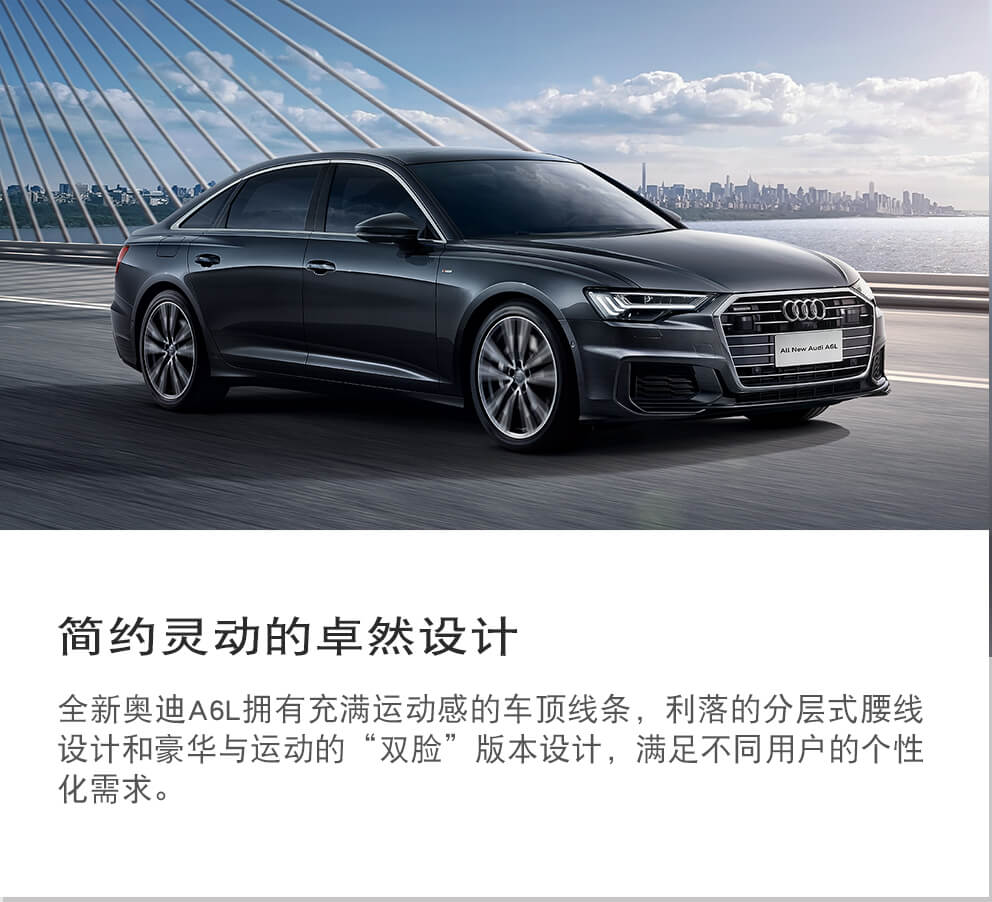 All New Audi A6L
简约灵动的卓然设计
全新奥迪A6L拥有充满运动感的车顶线条，利落的分层式腰线
设计和豪华与运动的“双脸”版本设计，满足不同用户的个性
化需求。